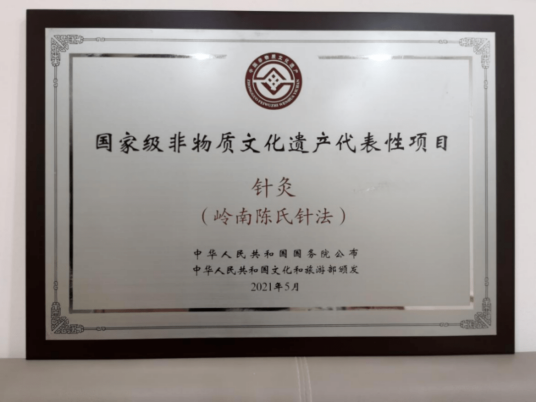 国家级非物质文化遗产代表性项目
针灸
（岭南陈氏针法）
中华人民共和国国务院公布
中华人民共和国文化和旅游部颁发
2021年5月